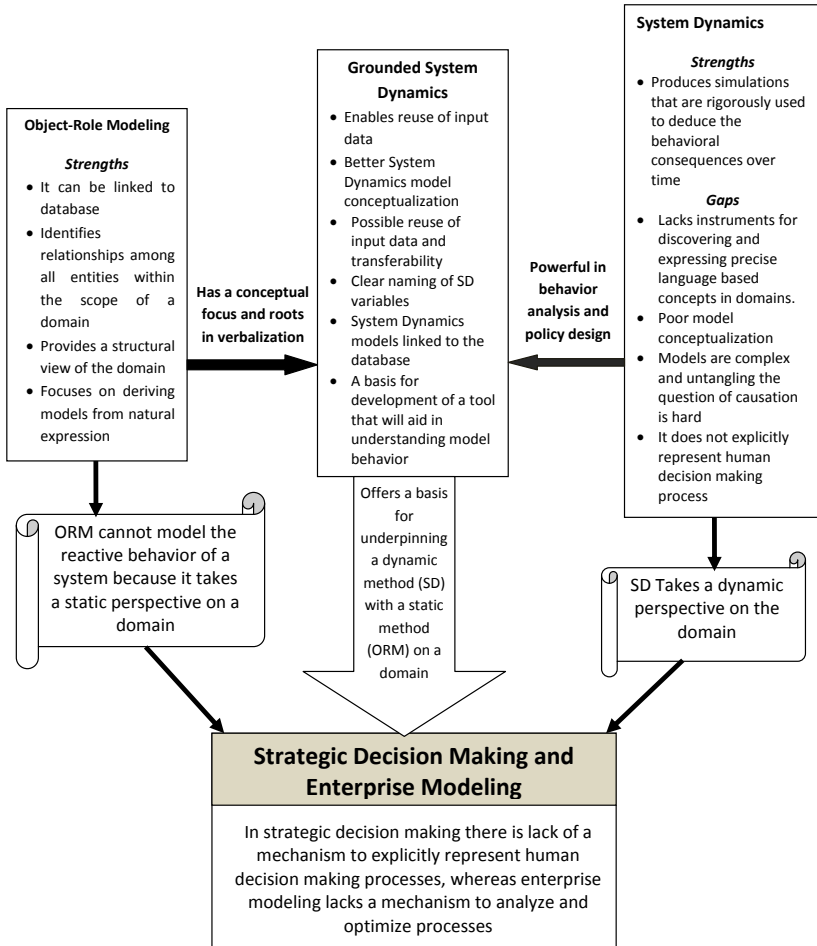 Object-Role Modeling
Strengths
• It can be linked to
database
• Identifies
relationships among
all entities within
the scope of a
domain
• Provides a structural
view of the domain
• Focuses on deriving
models from natural
expression
Has a conceptual
focus and roots
in verbalization
Grounded System
Dynamics
• Enables reuse of input
data
• Better System
Dynamics model
conceptualization
• Possible reuse of
input data and
transferability
• Clear naming of SD
variables
• System Dynamics
models linked to the
database
• A basis for
development of a tool
that will aid in
understanding model
behavior
Powerful in
behavior
analysis and
policy design
System Dynamics
Strengths
• Produces simulations
that are rigorously used
to deduce the
behavioral
consequences over
time
Gaps
• Lacks instruments for
discovering and
expressing precise
language based
concepts in domains.
• Poor model
conceptualization
• Models are complex
and untangling the
question of causation
is hard
• It does not explicitly
represent human
decision making
process
ORM cannot model the
reactive behavior of a
system because it takes
a static perspective on a
domain
Offers a basis
for
underpinning
a dynamic
method (SD)
with a static
method
(ORM) on a
domain
SD Takes a dynamic
perspective on the
domain
Strategic Decision Making and
Enterprise Modeling
In strategic decision making there is lack of a
mechanism to explicitly represent human
decision making processes, whereas enterprise
modeling lacks a mechanism to analyze and
optimize processes